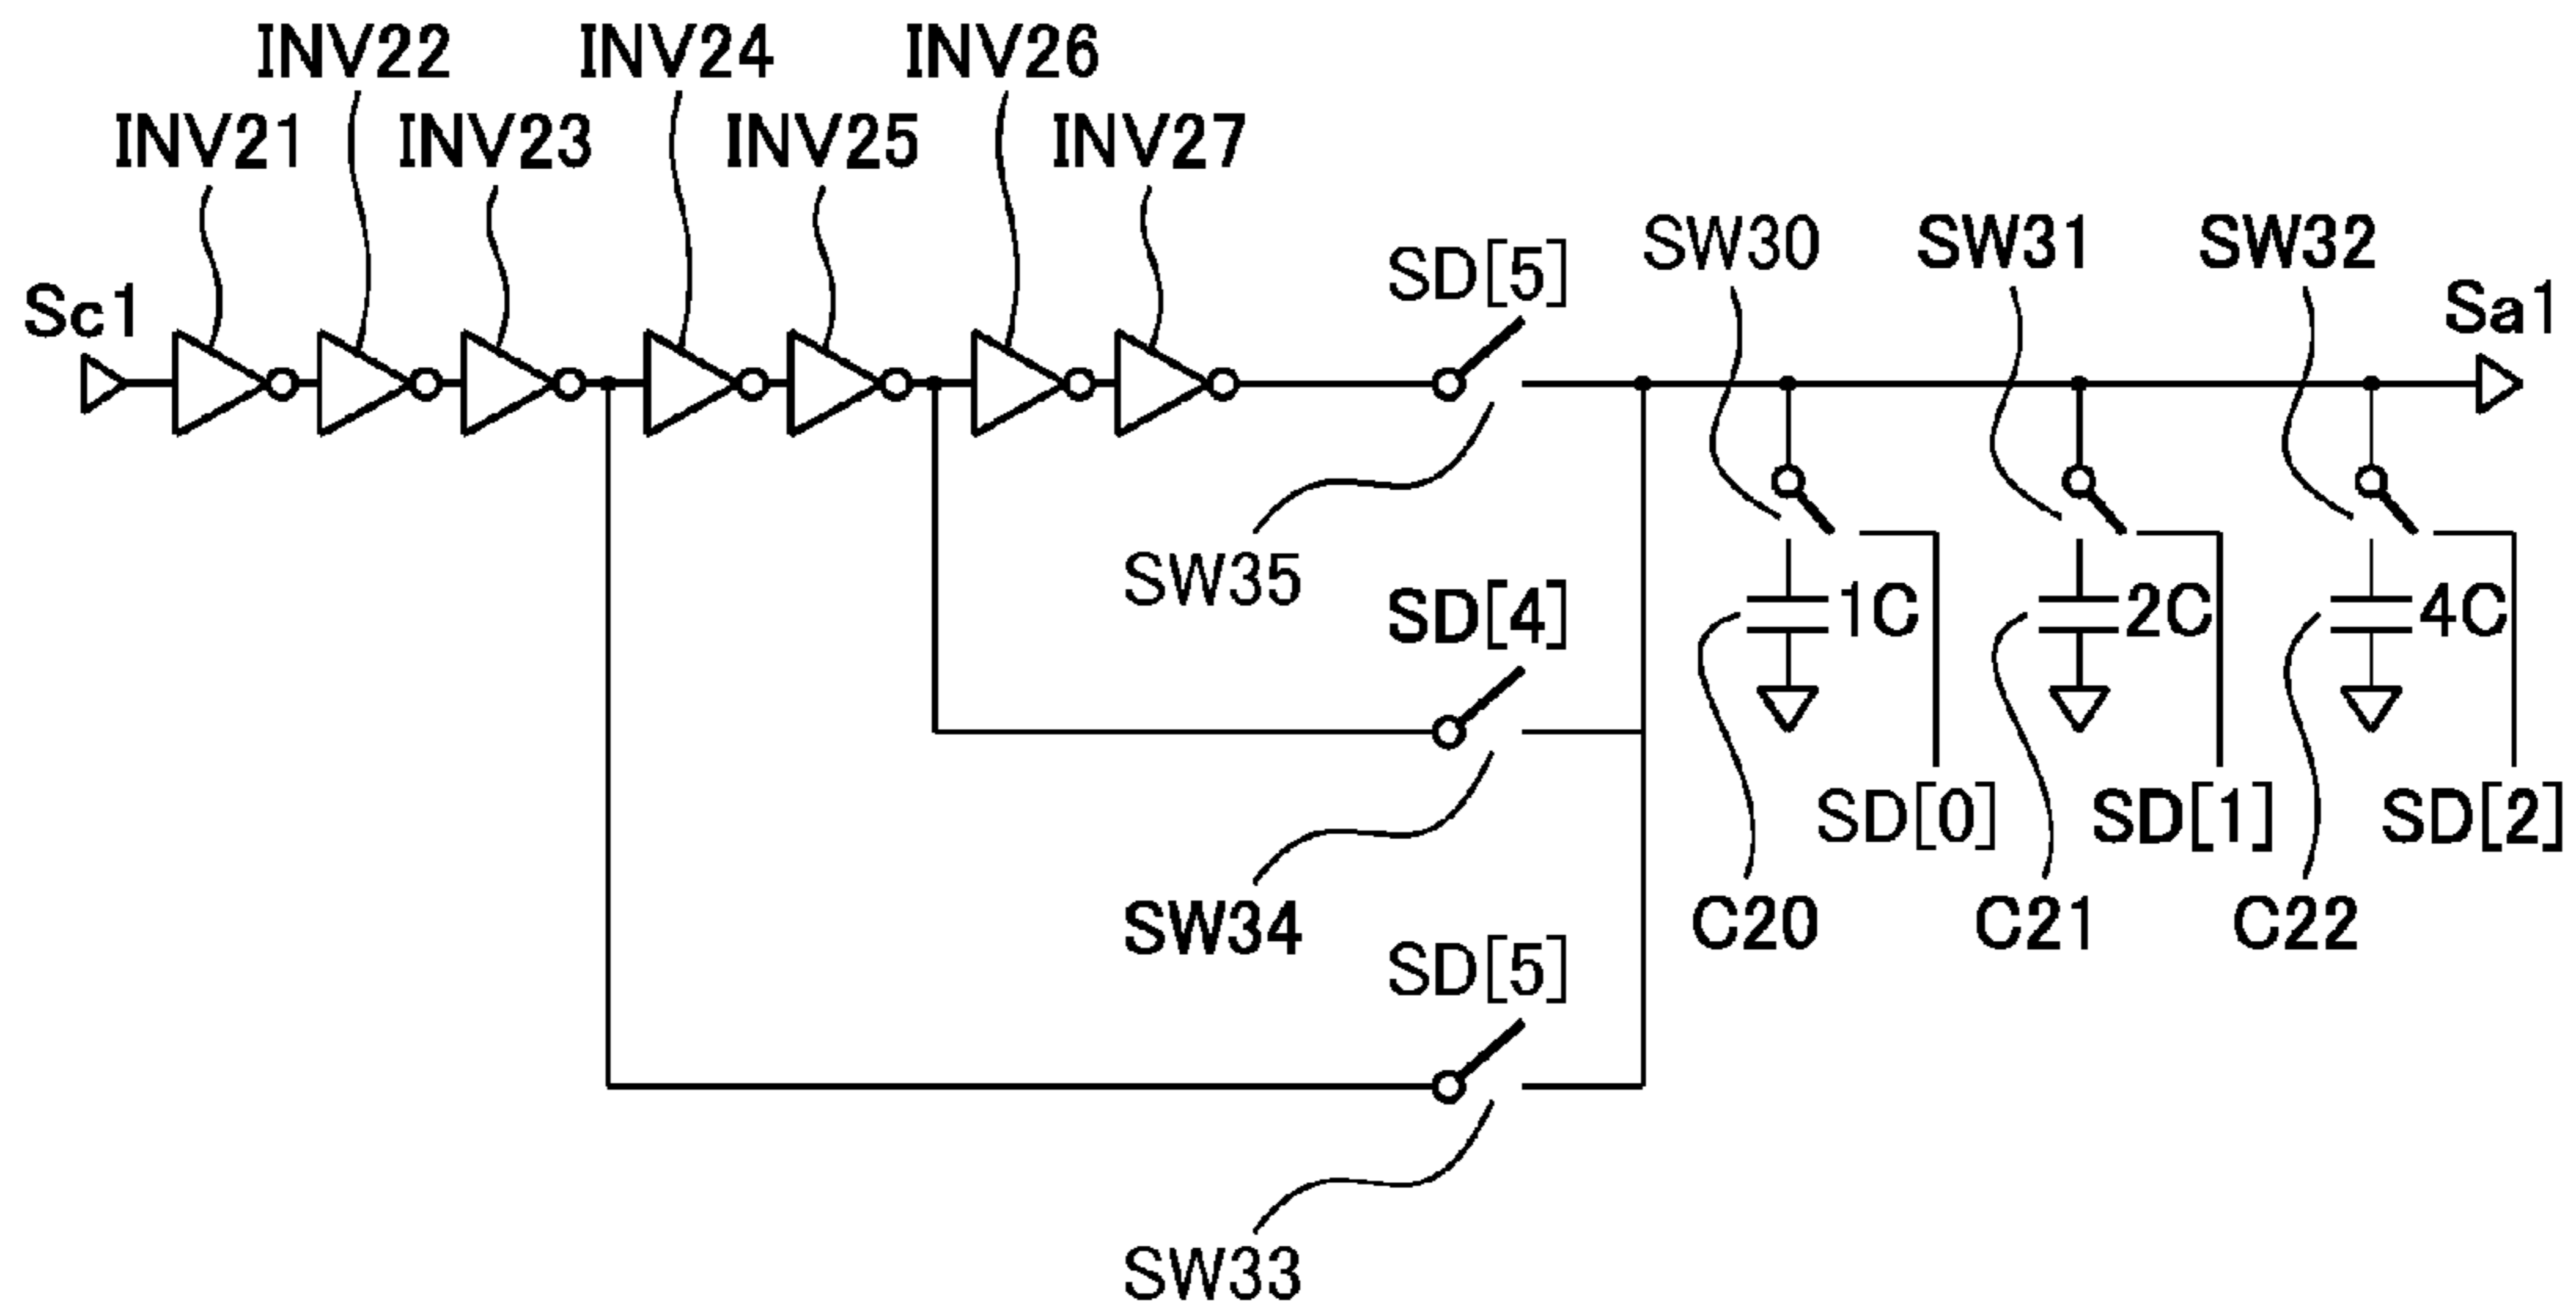 INV22 INV24 INV26
INV21 INV23 INV25 INV27
SD[5] SW30 SW31 SW32
Sc1 Sa1
SW35
SD[4] 1C 2C 4C
SD[0] SD[1] SD[2]
SW34 C20 C21 C22
SD[5]
SW33